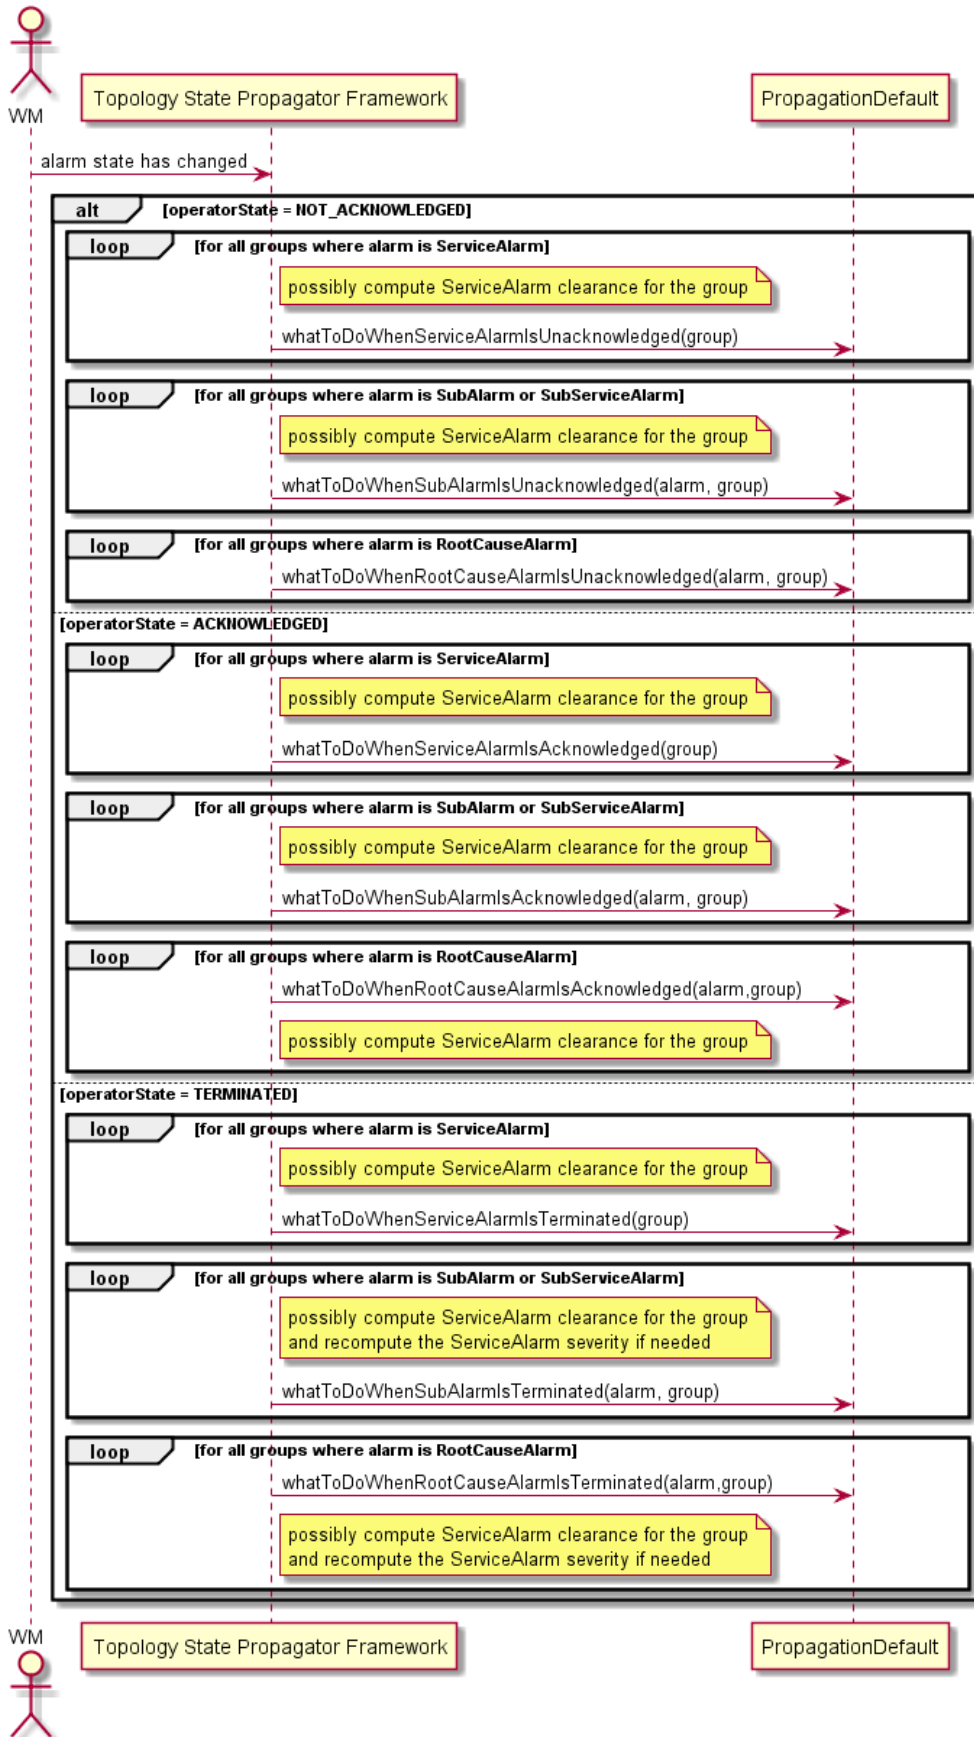 WM
Topology State Propagator Framework
PropagationDefault
alarm state has changed
alt
[operatorState = NOT_ACKNOWLEDGED]
loop
[for all groups where alarm is ServiceAlarm]
possibly compute ServiceAlarm clearance for the group
whatToDoWhenServiceAlarmIsUnacknowledged(group)
loop
[for all groups where alarm is SubAlarm or SubServiceAlarm]
possibly compute ServiceAlarm clearance for the group
whatToDoWhenSubAlarmIsUnacknowledged(alarm, group)
loop
[for all groups where alarm is RootCauseAlarm]
whatToDoWhenRootCauseAlarmIsUnacknowledged(alarm, group)
[operatorState = ACKNOWLEDGED]
loop
[for all groups where alarm is ServiceAlarm]
possibly compute ServiceAlarm clearance for the group
whatToDoWhenServiceAlarmIsAcknowledged(group)
loop
[for all groups where alarm is SubAlarm or SubServiceAlarm]
possibly compute ServiceAlarm clearance for the group
whatToDoWhenSubAlarmIsAcknowledged(alarm, group)
loop
[for all groups where alarm is RootCauseAlarm]
whatToDoWhenRootCauseAlarmIsAcknowledged(alarm,group)
possibly compute ServiceAlarm clearance for the group
[operatorState = TERMINATED]
loop
[for all groups where alarm is ServiceAlarm]
possibly compute ServiceAlarm clearance for the group
whatToDoWhenServiceAlarmIsTerminated(group)
loop
[for all groups where alarm is SubAlarm or SubServiceAlarm]
possibly compute ServiceAlarm clearance for the group
and recompute the ServiceAlarm severity if needed
whatToDoWhenSubAlarmIsTerminated(alarm, group)
loop
[for all groups where alarm is RootCauseAlarm]
whatToDoWhenRootCauseAlarmIsTerminated(alarm,group)
possibly compute ServiceAlarm clearance for the group
and recompute the ServiceAlarm severity if needed
WM
Topology State Propagator Framework
PropagationDefault